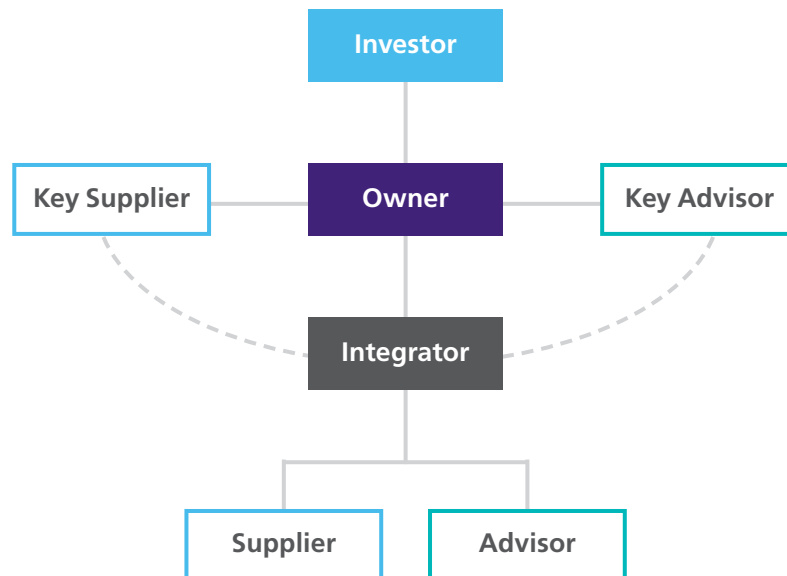 Investor
Key Supplier
Owner
Key Advisor
Integrator
Supplier
Advisor